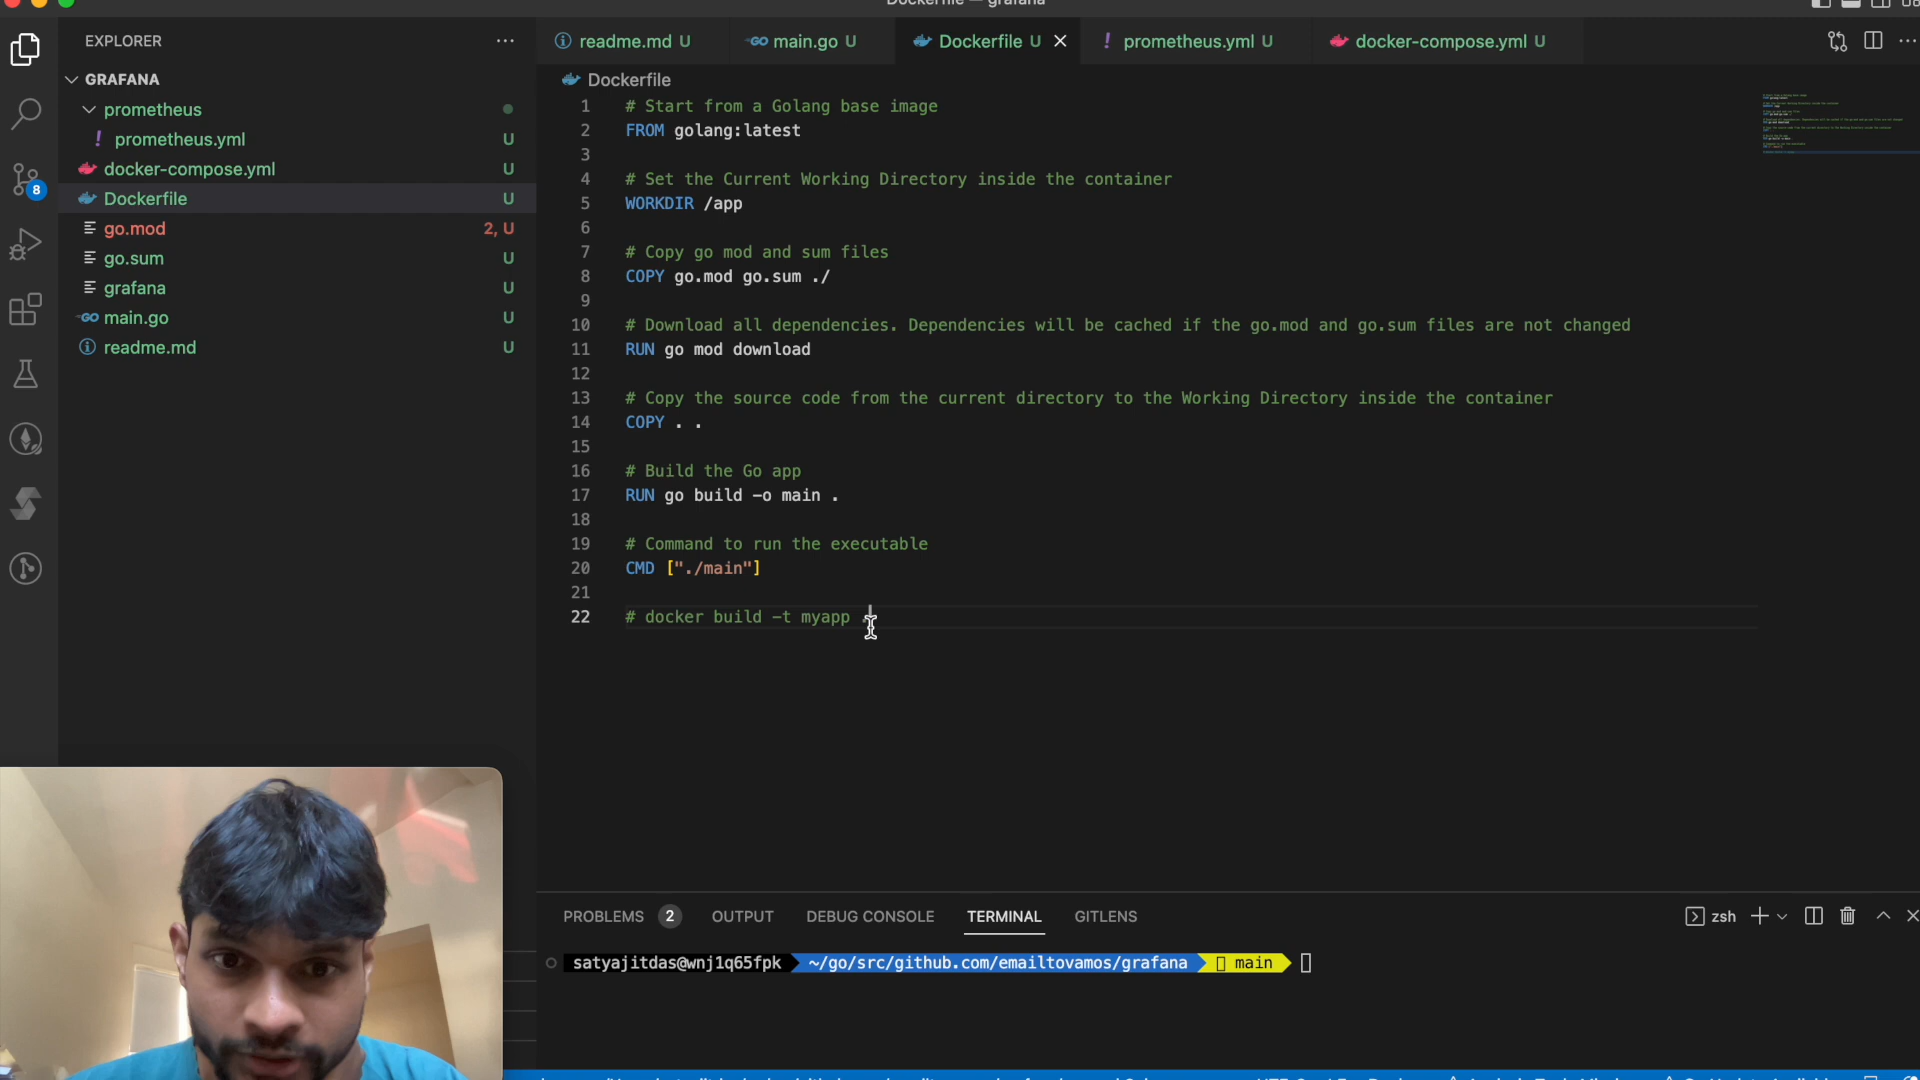 Dockerfile — grafana
EXPLORER
GRAFANA
prometheus
! prometheus.yml U
docker-compose.yml U
Dockerfile U
go.mod 2, U
go.sum U
grafana U
main.go U
readme.md U
8
readme.md U
main.go U
Dockerfile U
! prometheus.yml U
docker-compose.yml U
Dockerfile
1 # Start from a Golang base image
2 FROM golang:latest
3
4 # Set the Current Working Directory inside the container
5 WORKDIR /app
6
7 # Copy go mod and sum files
8 COPY go.mod go.sum ./
9
10 # Download all dependencies. Dependencies will be cached if the go.mod and go.sum files are not changed
11 RUN go mod download
12
13 # Copy the source code from the current directory to the Working Directory inside the container
14 COPY . .
15
16 # Build the Go app
17 RUN go build -o main .
18
19 # Command to run the executable
20 CMD ["./main"]
21
22 # docker build -t myapp .
PROBLEMS 2 OUTPUT DEBUG CONSOLE TERMINAL GITLENS
zsh
satyajitdas@wnj1q65fpk ~/go/src/github.com/emailtovamos/grafana main